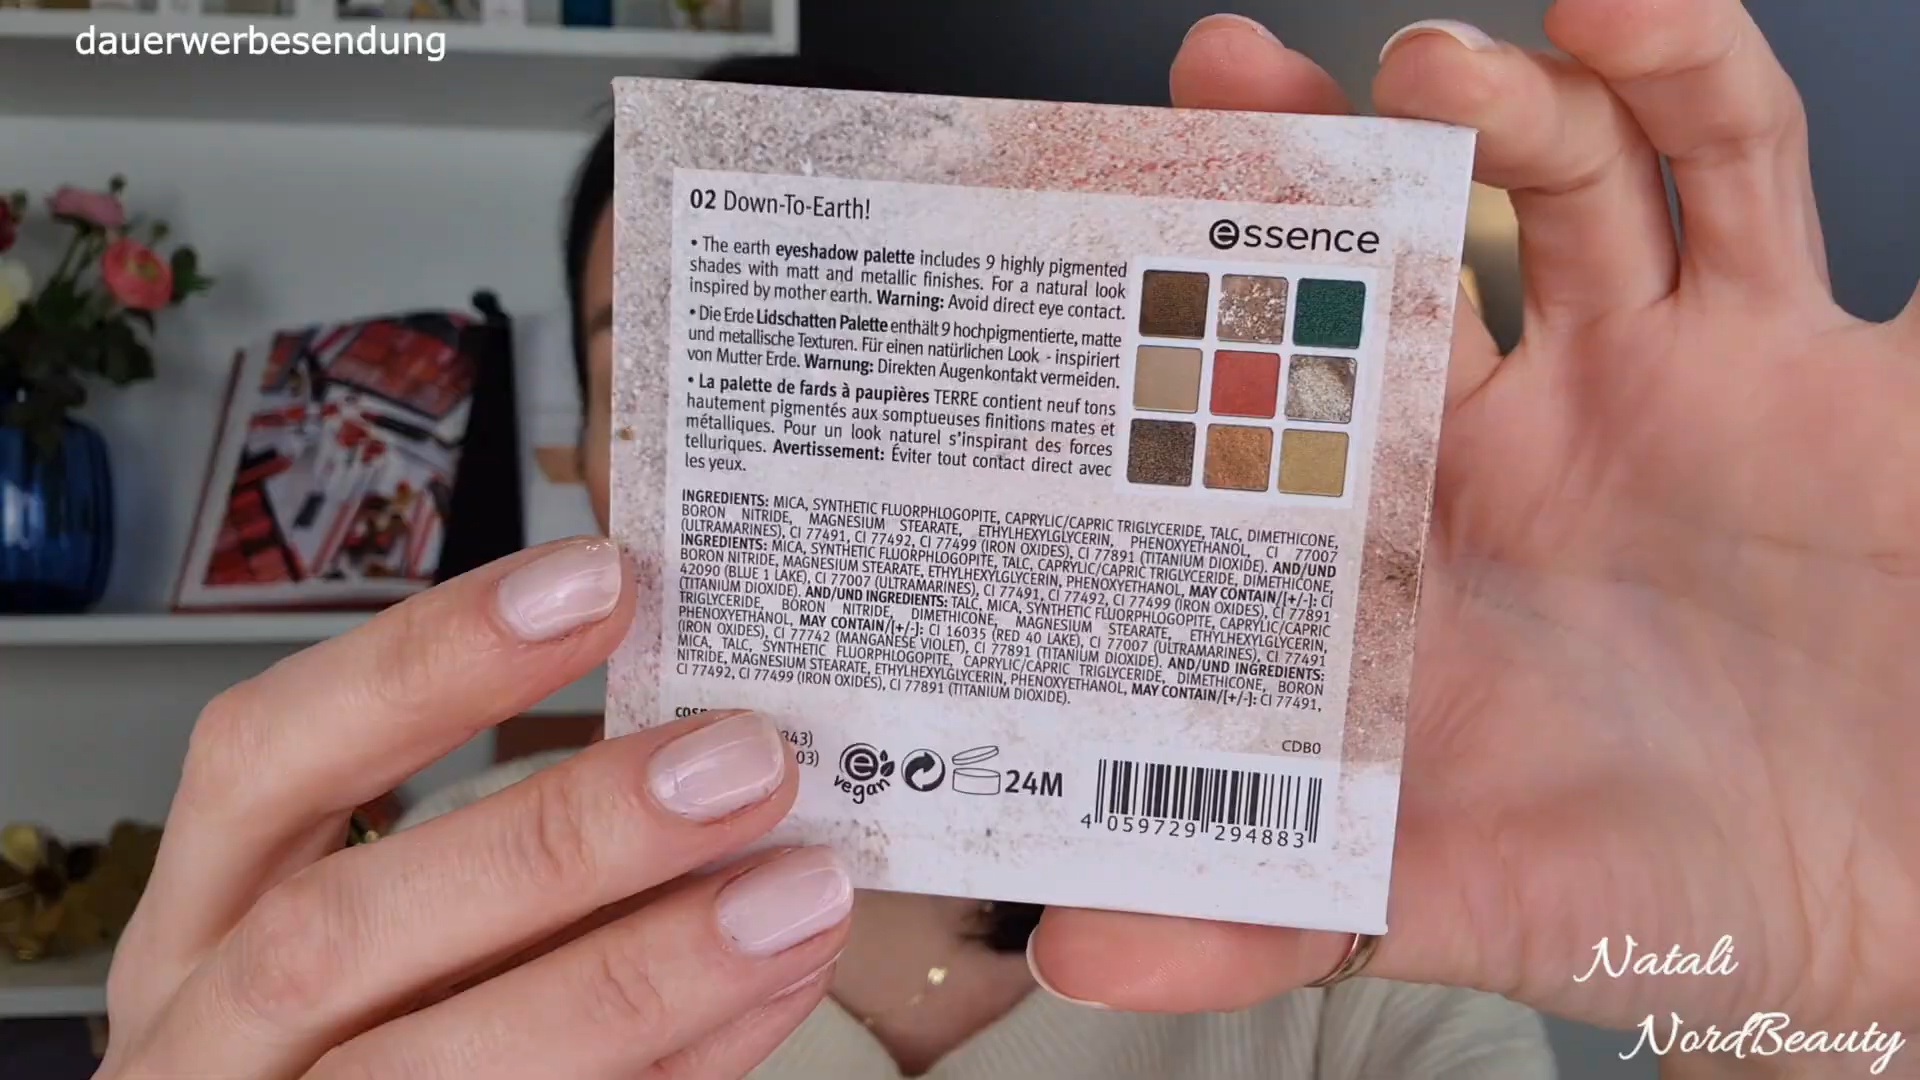 dauerwerbesendung
02 Down-To-Earth!
essence
• The earth eyeshadow palette includes 9 highly pigmented
shades with matt and metallic finishes. For a natural look
inspired by mother earth. Warning: Avoid direct eye contact.
• Die Erde Lidschatten Palette enthält 9 hochpigmentierte, matte
und metallische Texturen. Für einen natürlichen Look - inspiriert
von Mutter Erde. Warnung: Direkten Augenkontakt vermeiden.
• La palette de fards à paupières TERRE contient neuf tons
hautement pigmentés aux somptueuses finitions mates et
métalliques. Pour un look naturel s'inspirant des forces
telluriques. Avertissement: Éviter tout contact direct avec
les yeux.
INGREDIENTS: MICA, SYNTHETIC FLUORPHLOGOPITE, CAPRYLIC/CAPRIC TRIGLYCERIDE, TALC, DIMETHICONE,
BORON NITRIDE, MAGNESIUM STEARATE, ETHYLHEXYLGLYCERIN, PHENOXYETHANOL, CI 77007
(ULTRAMARINES), CI 77491, CI 77492, CI 77499 (IRON OXIDES), CI 77891 (TITANIUM DIOXIDE). AND/UND
INGREDIENTS: MICA, SYNTHETIC FLUORPHLOGOPITE, TALC, CAPRYLIC/CAPRIC TRIGLYCERIDE, DIMETHICONE,
BORON NITRIDE, MAGNESIUM STEARATE, ETHYLHEXYLGLYCERIN, PHENOXYETHANOL, MAY CONTAIN/[+/-]: CI
42090 (BLUE 1 LAKE), CI 77007 (ULTRAMARINES), CI 77491, CI 77492, CI 77499 (IRON OXIDES), CI 77891
(TITANIUM DIOXIDE). AND/UND INGREDIENTS: TALC, MICA, SYNTHETIC FLUORPHLOGOPITE, CAPRYLIC/CAPRIC
TRIGLYCERIDE, BORON NITRIDE, DIMETHICONE, MAGNESIUM STEARATE, ETHYLHEXYLGLYCERIN,
PHENOXYETHANOL, MAY CONTAIN/[+/-]: CI 16035 (RED 40 LAKE), CI 77007 (ULTRAMARINES), CI 77491
(IRON OXIDES), CI 77742 (MANGANESE VIOLET), CI 77891 (TITANIUM DIOXIDE). AND/UND INGREDIENTS:
MICA, TALC, SYNTHETIC FLUORPHLOGOPITE, CAPRYLIC/CAPRIC TRIGLYCERIDE, DIMETHICONE, BORON
NITRIDE, MAGNESIUM STEARATE, ETHYLHEXYLGLYCERIN, PHENOXYETHANOL, MAY CONTAIN/[+/-]: CI 77491,
CI 77492, CI 77499 (IRON OXIDES), CI 77891 (TITANIUM DIOXIDE).
CDB0
343)
03)
vegan
24M
4 059729 294883
Natali
NordBeauty